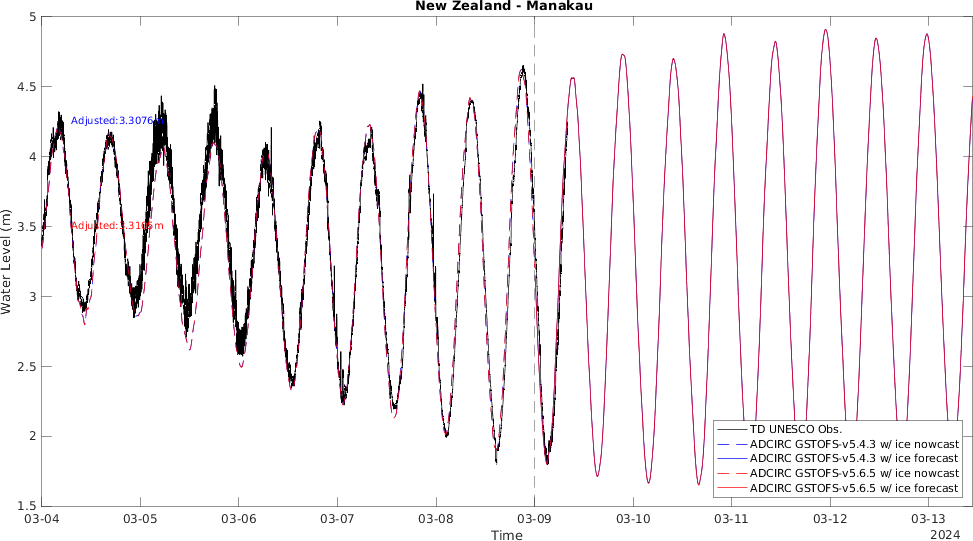 New Zealand - Manakau
5
4.5
4
3.5
3
2.5
2
1.5
Water Level (m)
Adjusted:3.3076m
Adjusted:3.3165m
TD UNESCO Obs.
ADCIRC GSTOFS-v5.4.3 w/ ice nowcast
ADCIRC GSTOFS-v5.4.3 w/ ice forecast
ADCIRC GSTOFS-v5.6.5 w/ ice nowcast
ADCIRC GSTOFS-v5.6.5 w/ ice forecast
03-04 03-05 03-06 03-07 03-08 03-09 03-10 03-11 03-12 03-13
Time
2024